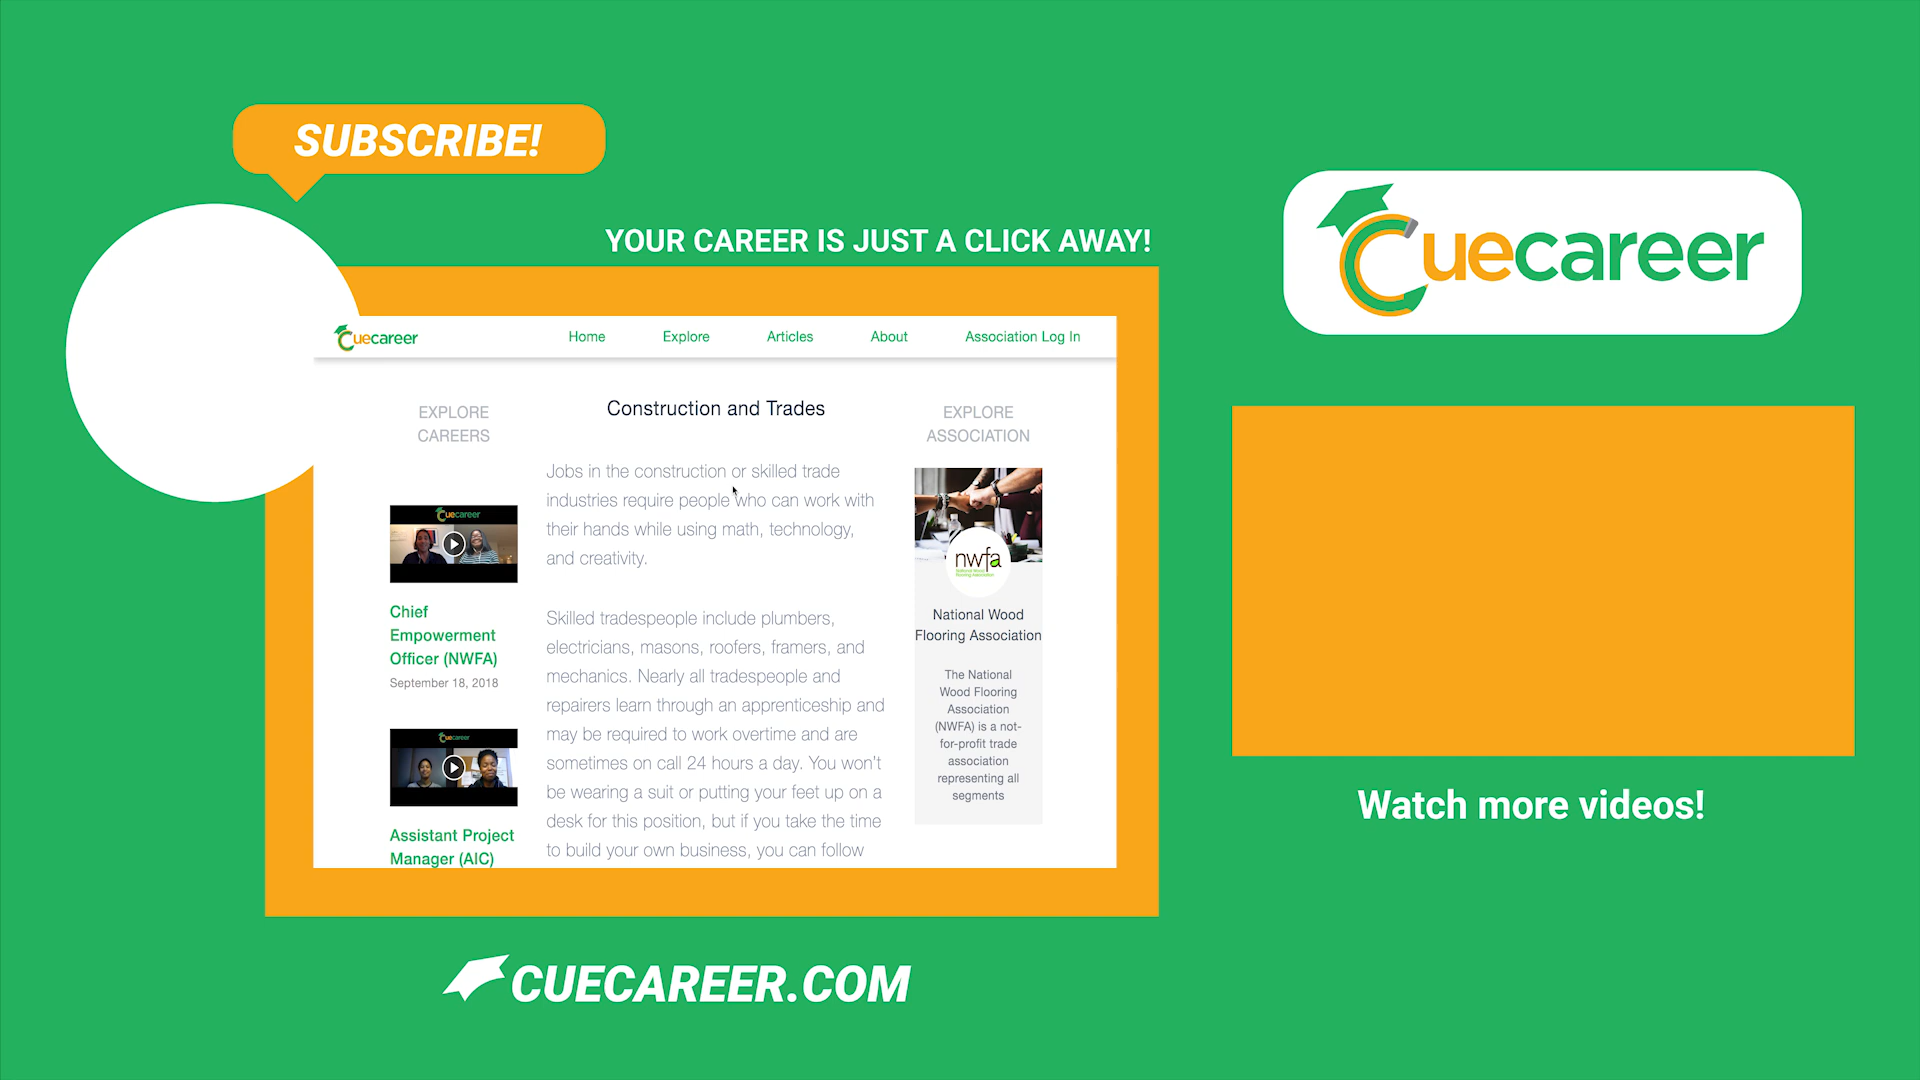 SUBSCRIBE!
YOUR CAREER IS JUST A CLICK AWAY!
Cuecareer
Cuecareer
Home
Explore
Articles
About
Association Log In
EXPLORE
CAREERS
Cuecareer
Chief
Empowerment
Officer (NWFA)
September 18, 2018
Cuecareer
Assistant Project
Manager (AIC)
Construction and Trades
Jobs in the construction or skilled trade
industries require people who can work with
their hands while using math, technology,
and creativity.
Skilled tradespeople include plumbers,
electricians, masons, roofers, framers, and
mechanics. Nearly all tradespeople and
repairers learn through an apprenticeship and
may be required to work overtime and are
sometimes on call 24 hours a day. You won't
be wearing a suit or putting your feet up on a
desk for this position, but if you take the time
to build your own business, you can follow
EXPLORE
ASSOCIATION
nwfa
National Wood
Flooring Association
National Wood
Flooring Association
The National
Wood Flooring
Association
(NWFA) is a not-
for-profit trade
association
representing all
segments
Watch more videos!
CUECAREER.COM